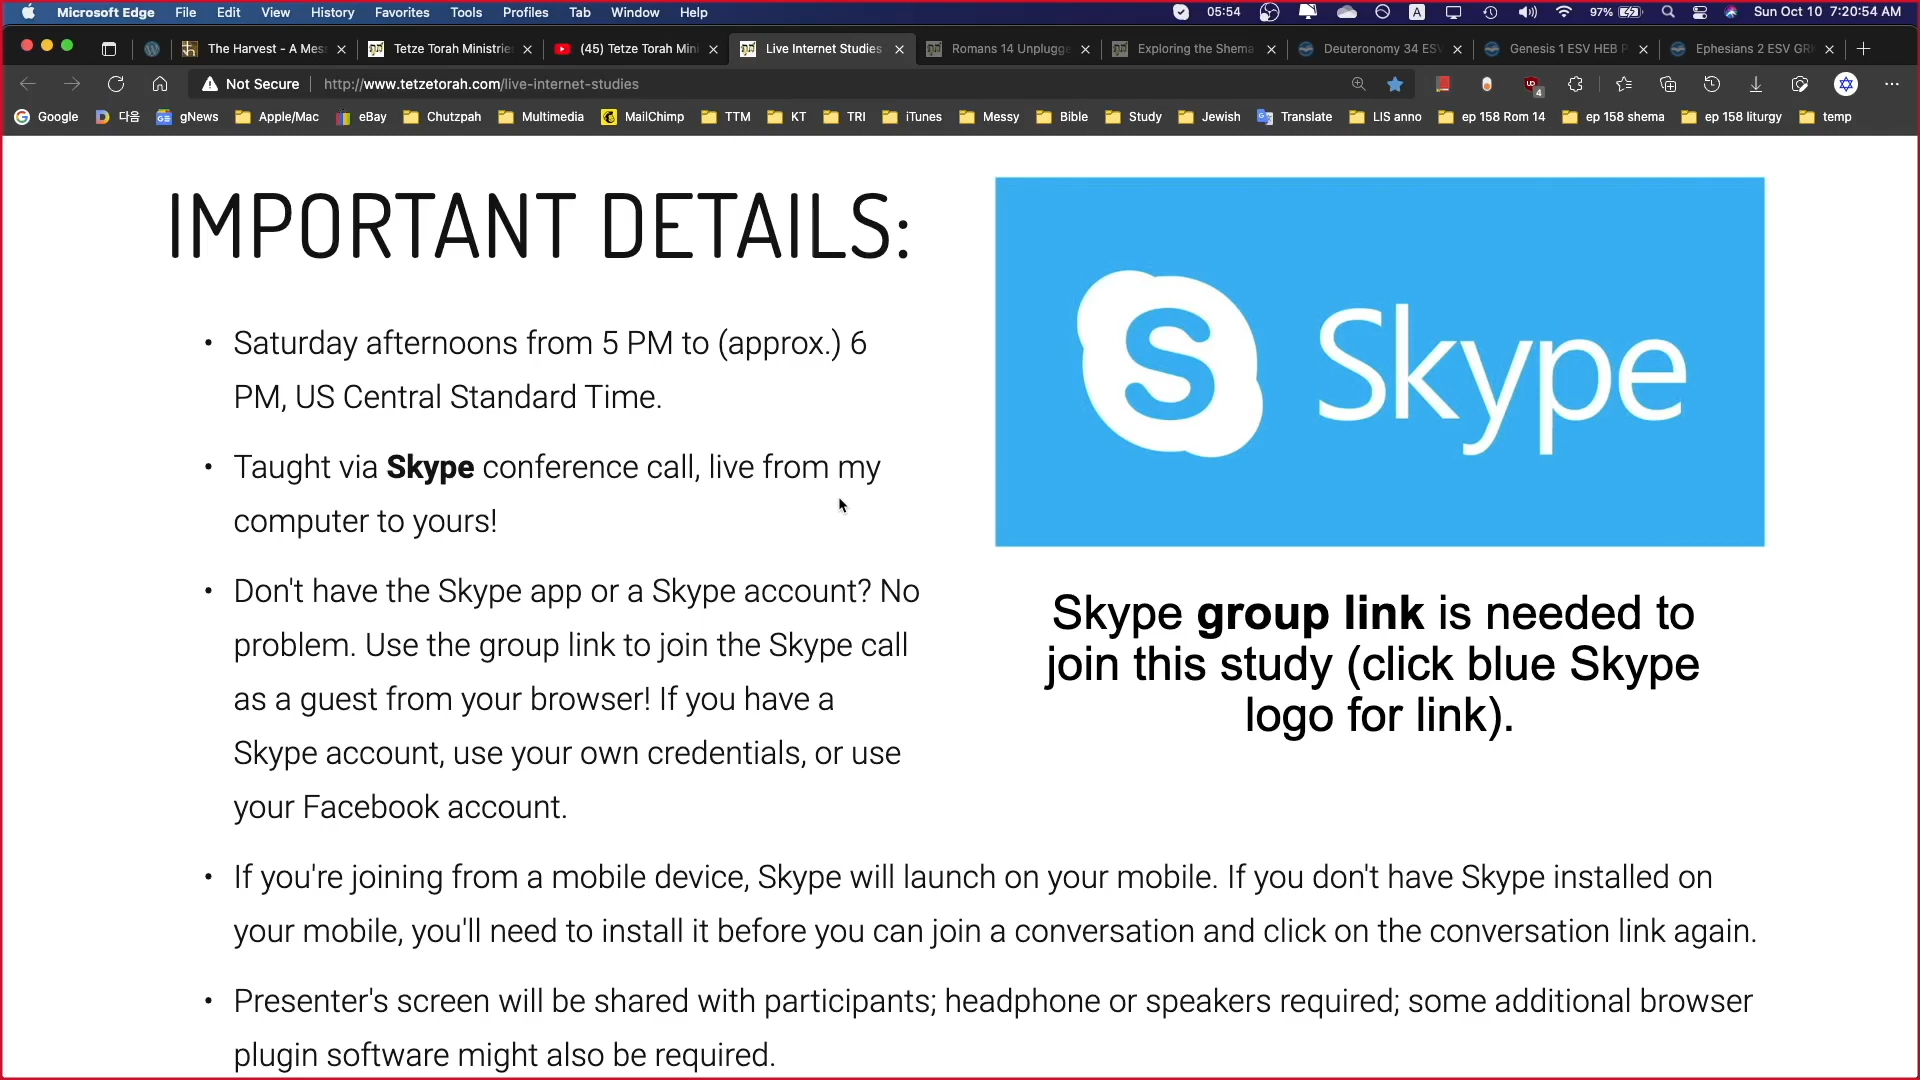 Microsoft Edge File Edit View History Favorites Tools Profiles Tab Window Help 05:54 A 97% Sun Oct 10 7:20:54 AM
The Harvest - A Mes Tetze Torah Ministries (45) Tetze Torah Mini Live Internet Studies Romans 14 Unplugge Exploring the Shema Deuteronomy 34 ESV Genesis 1 ESV HEB P Ephesians 2 ESV GRK
Not Secure http://www.tetzetorah.com/live-internet-studies 4
Google 다음 gNews Apple/Mac eBay Chutzpah Multimedia MailChimp TTM KT TRI iTunes Messy Bible Study Jewish Translate LIS anno ep 158 Rom 14 ep 158 shema ep 158 liturgy temp
IMPORTANT DETAILS:
• Saturday afternoons from 5 PM to (approx.) 6
PM, US Central Standard Time.
• Taught via Skype conference call, live from my
computer to yours!
• Don't have the Skype app or a Skype account? No
problem. Use the group link to join the Skype call
as a guest from your browser! If you have a
Skype account, use your own credentials, or use
your Facebook account.
S Skype
Skype group link is needed to
join this study (click blue Skype
logo for link).
• If you're joining from a mobile device, Skype will launch on your mobile. If you don't have Skype installed on
your mobile, you'll need to install it before you can join a conversation and click on the conversation link again.
• Presenter's screen will be shared with participants; headphone or speakers required; some additional browser
plugin software might also be required.